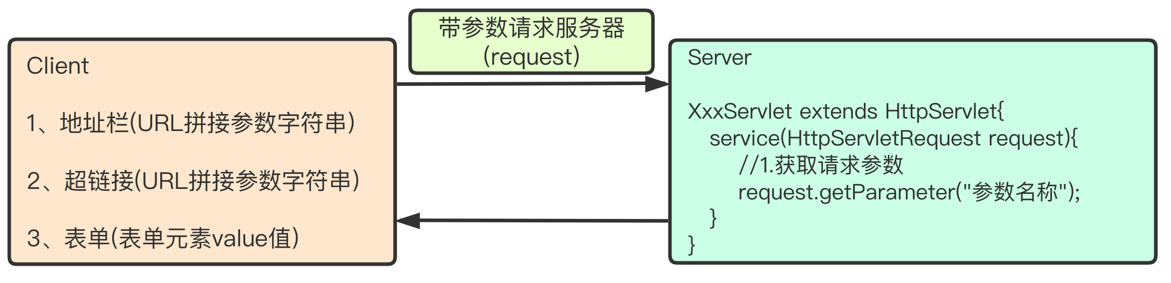 带参数请求服务器
(request)
Client
1、地址栏(URL拼接参数字符串)
2、超链接(URL拼接参数字符串)
3、表单(表单元素value值)
Server
XxxServlet extends HttpServlet{
service(HttpServletRequest request){
//1.获取请求参数
request.getParameter("参数名称");
}
}